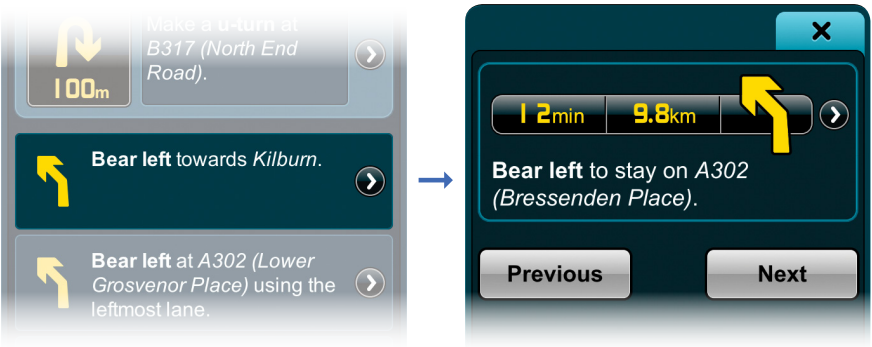 Make a u-turn at
B317 (North End
Road).
100m
Bear left towards Kilburn.
Bear left at A302 (Lower
Grosvenor Place) using the
leftmost lane.
12min 9.8km
Bear left to stay on A302
(Bressenden Place).
Previous Next